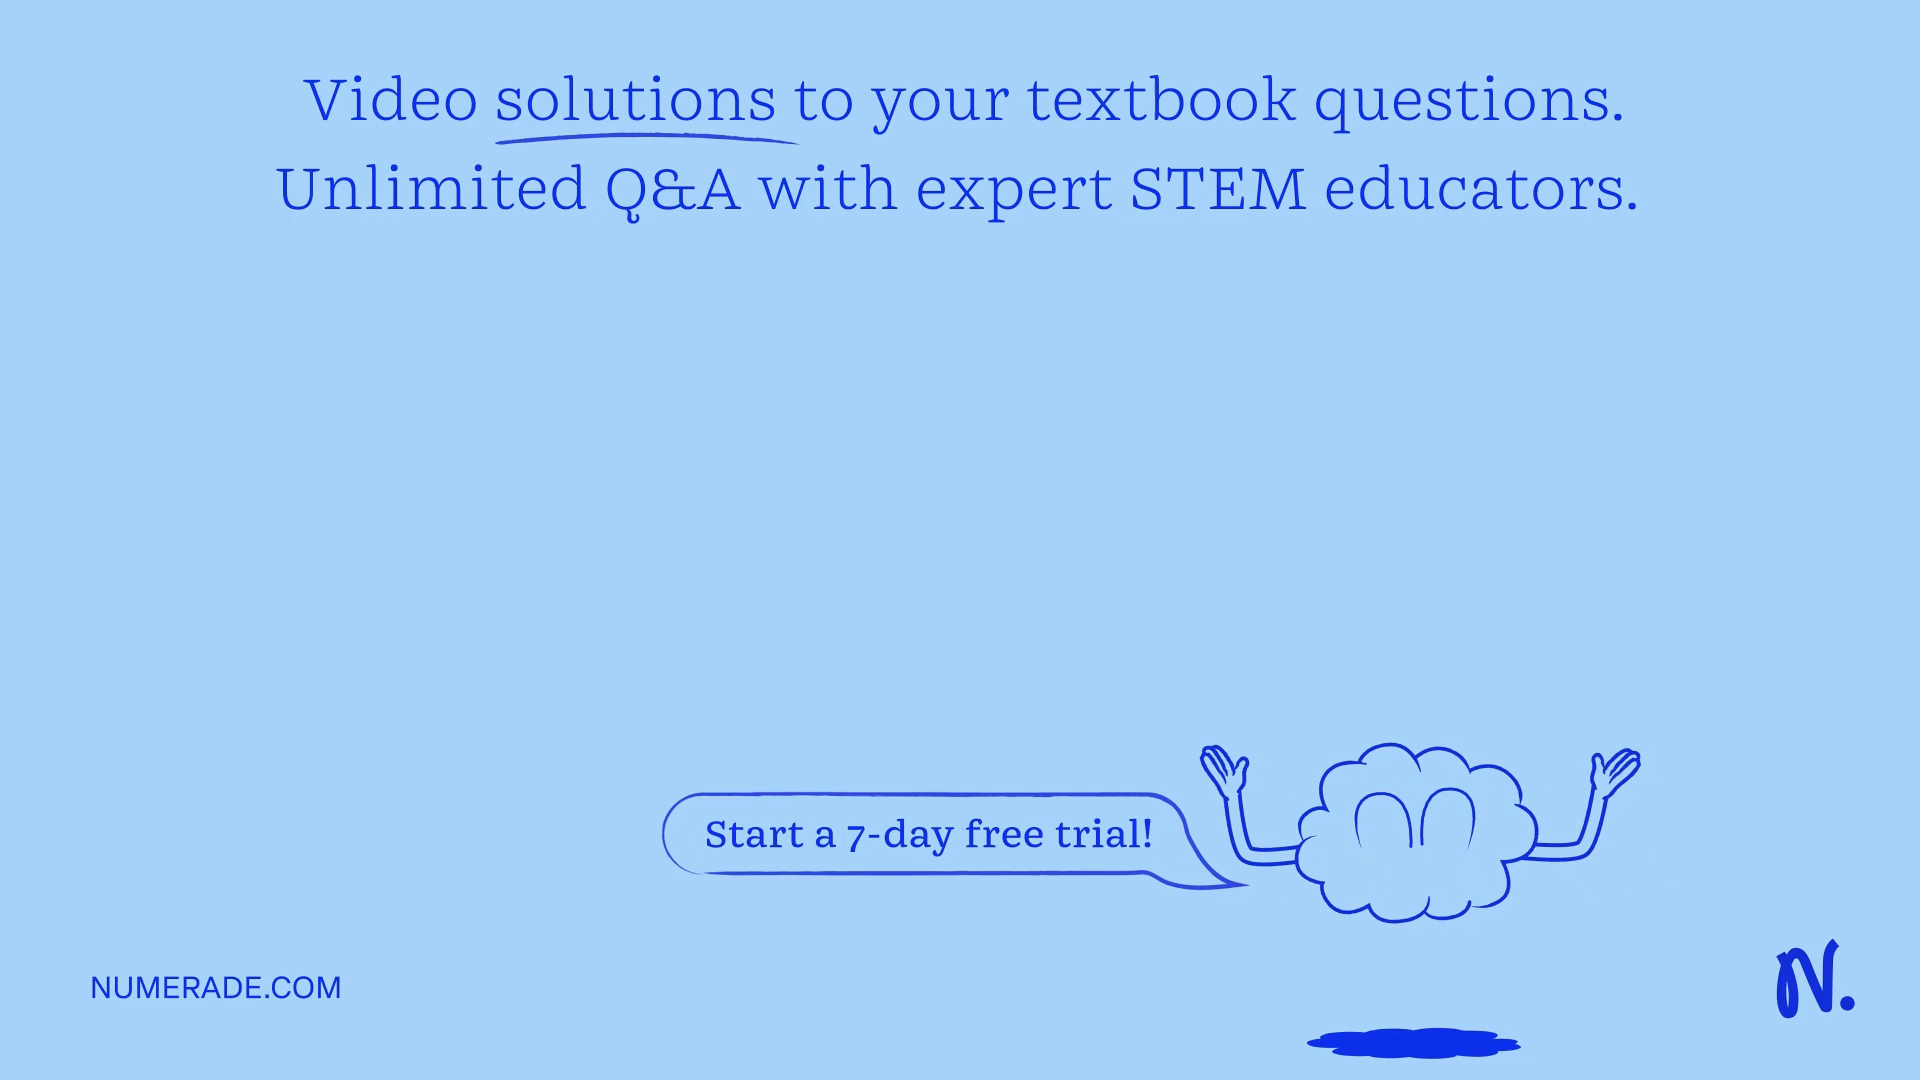 Video solutions to your textbook questions.
Unlimited Q&A with expert STEM educators.
Start a 7-day free trial!
NUMERADE.COM
N.